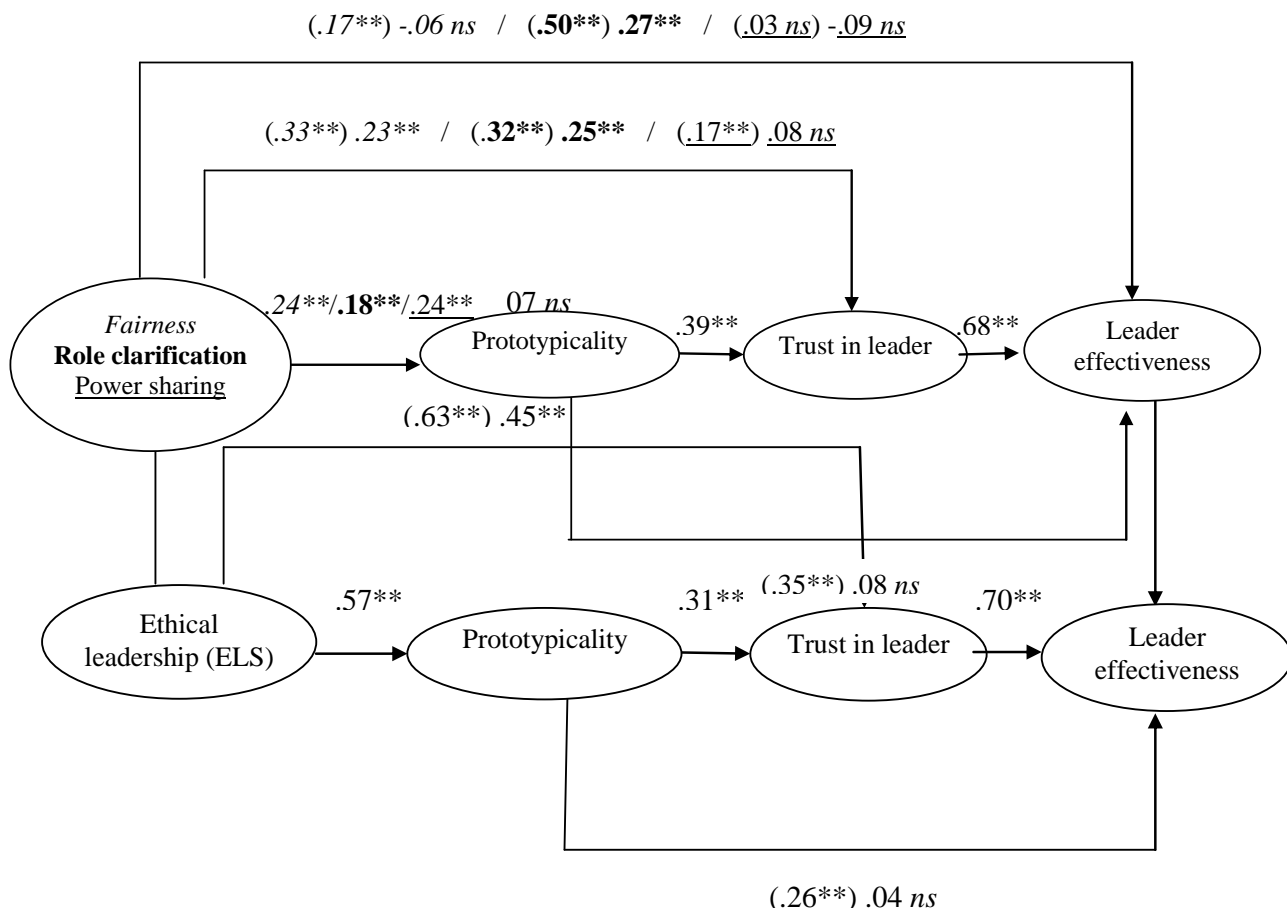 (.17**) -.06 ns / (.50**) .27** / (.03 ns) -.09 ns
(.33**) .23** / (.32**) .25** / (.17**) .08 ns
.24**/.18**/.24** 07 ns
Fairness
Role clarification
Power sharing
Prototypicality
.39**
Trust in leader
.68**
Leader
effectiveness
(.63**) .45**
(.35**) .08 ns
Ethical
leadership (ELS)
.57**
Prototypicality
.31**
Trust in leader
.70**
Leader
effectiveness
(.26**) .04 ns